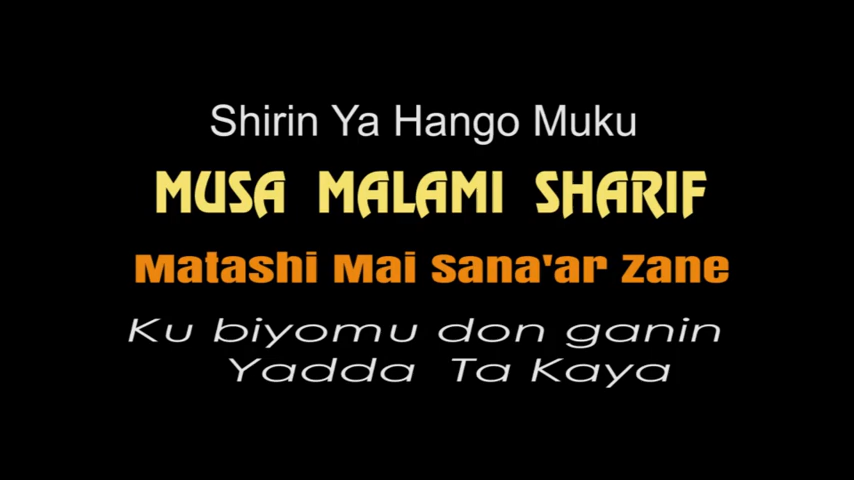 Shirin Ya Hango Muku
MUSA MALAMI SHARIF
Matashi Mai Sana'ar Zane
Ku biyomu don ganin
Yadda Ta Kaya